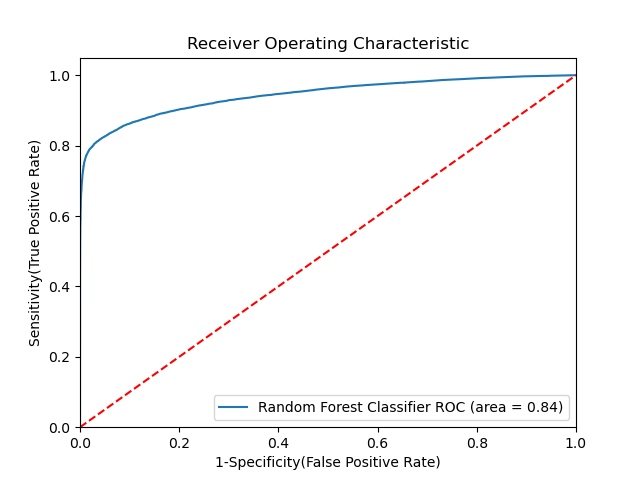 Receiver Operating Characteristic
1.0
0.8
0.6
0.4
0.2
0.0
Sensitivity(True Positive Rate)
Random Forest Classifier ROC (area = 0.84)
0.0 0.2 0.4 0.6 0.8 1.0
1-Specificity(False Positive Rate)